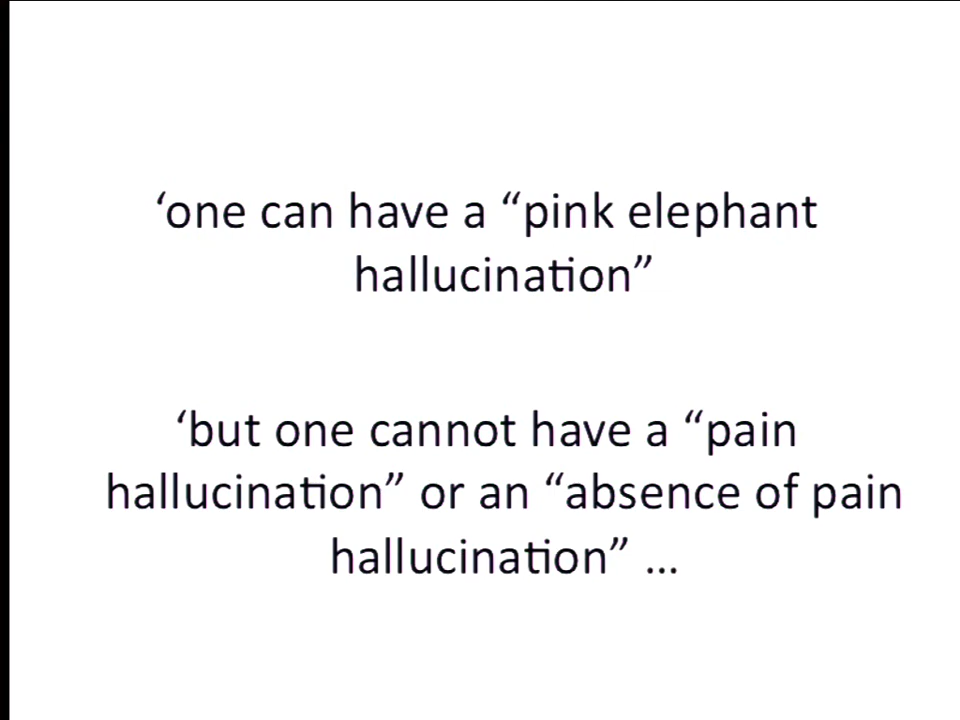 ‘one can have a “pink elephant
hallucination”
‘but one cannot have a “pain
hallucination” or an “absence of pain
hallucination” ...